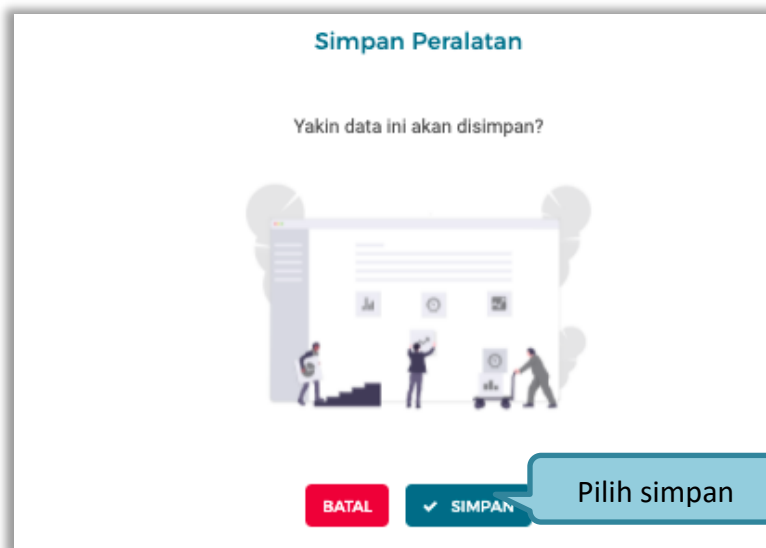 Simpan Peralatan
Yakin data ini akan disimpan?
BATAL
SIMPAN
Pilih simpan